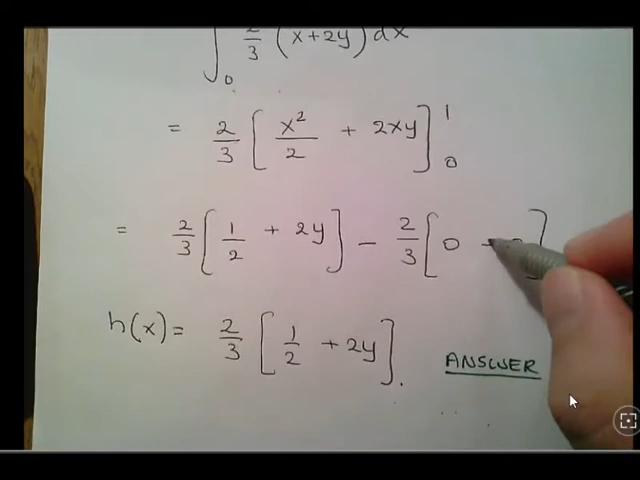 ∫₀ 2/3 (x+2y) dx
= 2/3 [ x²/2 + 2xy ]¹₀
= 2/3 [ 1/2 + 2y ] − 2/3 [ 0 + ]
h(x) = 2/3 [ 1/2 + 2y ].
ANSWER